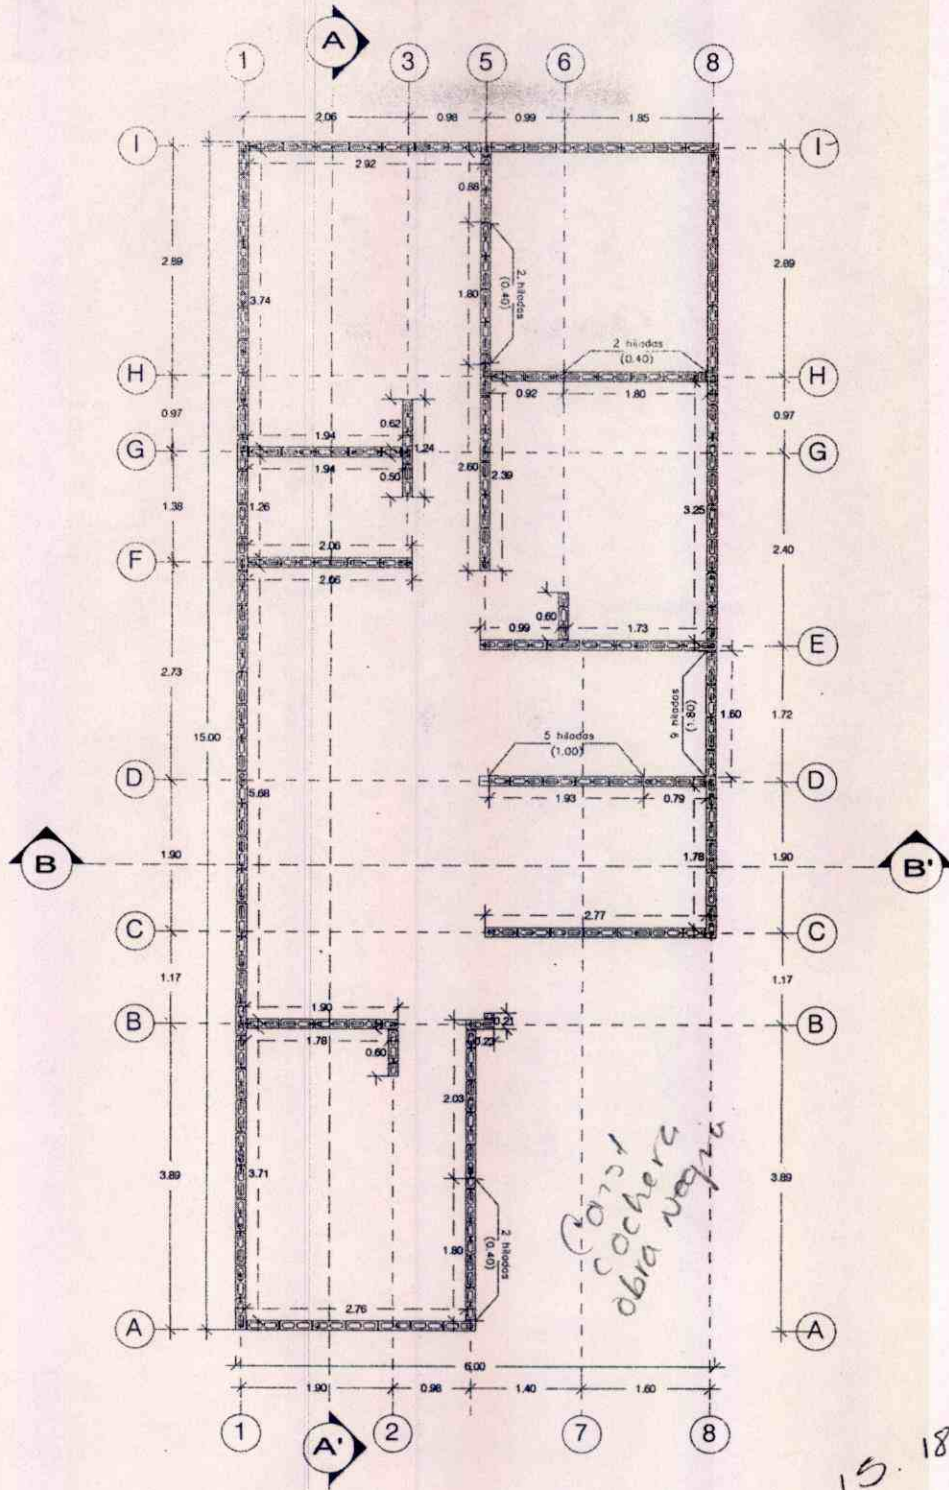 A
1 3 5 6 8
2.06 0.98 0.99 1.85
I I
2.92
0.88
2.89 2.89
3.74
1.80
2 hiladas
(0.40)
2 hiladas
(0.40)
H H
0.92 1.80
0.97 0.97
0.62
1.24
1.94
G G
1.94
0.50
2.60
2.39
1.38
1.26
3.25
2.40
2.06
F
2.06
0.60
0.99 1.73
E
2.73
1.60
1.72
6 hiladas
15.00
5 hiladas
(1.00)
D D
5.68
1.93 0.79
1.90 1.90
1.78
B B'
2.77
C C
1.17 1.17
1.90
B B
0.21
0.22
1.78
0.60
2.03
3.89 3.89
3.71
Const
cochera
obra negra
2 hiladas
(0.40)
1.80
2.76
A A
6.00
1.90 0.98 1.40 1.60
1 2 7 8
A'
15.18